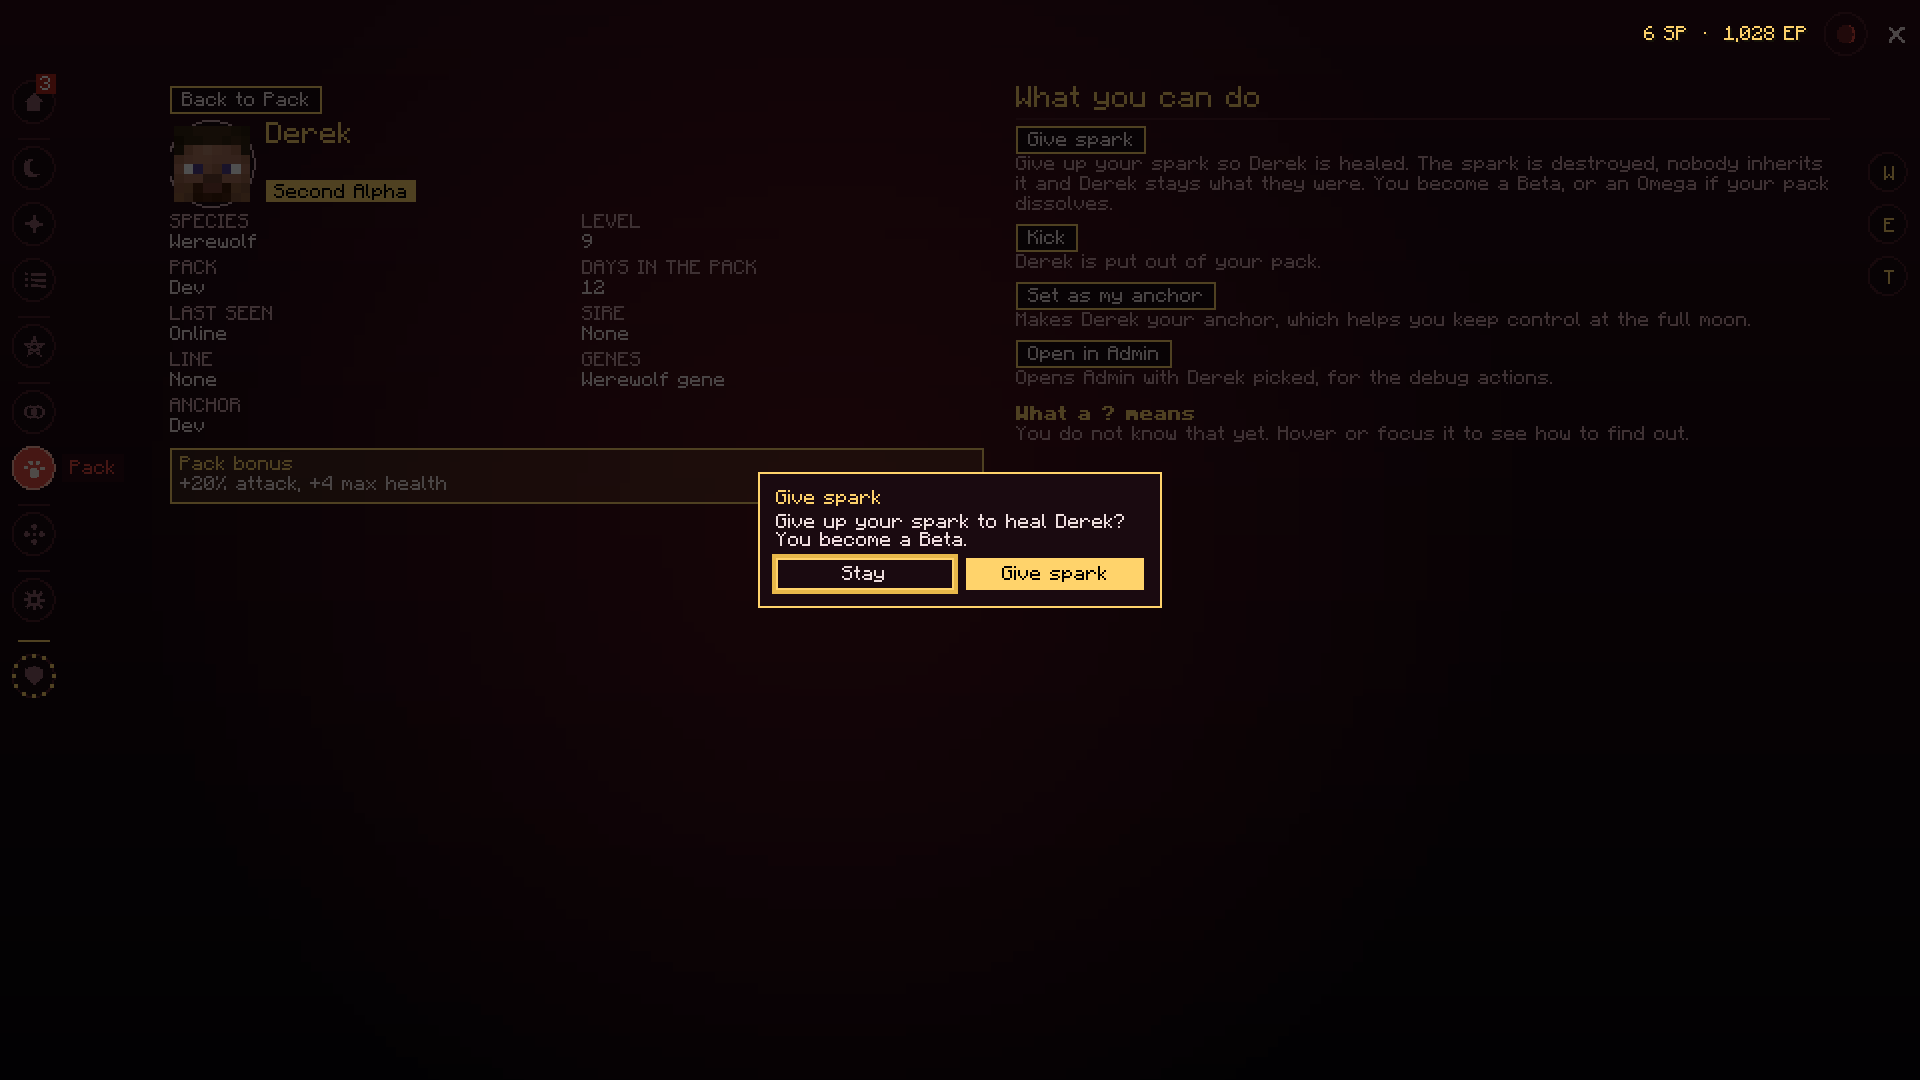 6 SP · 1,028 EP
3
Back to Pack
Derek
Second Alpha
SPECIES
Werewolf
LEVEL
9
PACK
Dev
DAYS IN THE PACK
12
LAST SEEN
Online
SIRE
None
LINE
None
GENES
Werewolf gene
ANCHOR
Dev
Pack bonus
+20% attack, +4 max health
Pack
What you can do
Give spark
Give up your spark so Derek is healed. The spark is destroyed, nobody inherits
it and Derek stays what they were. You become a Beta, or an Omega if your pack
dissolves.
Kick
Derek is put out of your pack.
Set as my anchor
Makes Derek your anchor, which helps you keep control at the full moon.
Open in Admin
Opens Admin with Derek picked, for the debug actions.
What a ? means
You do not know that yet. Hover or focus it to see how to find out.
W
E
T
Give spark
Give up your spark to heal Derek?
You become a Beta.
Stay
Give spark